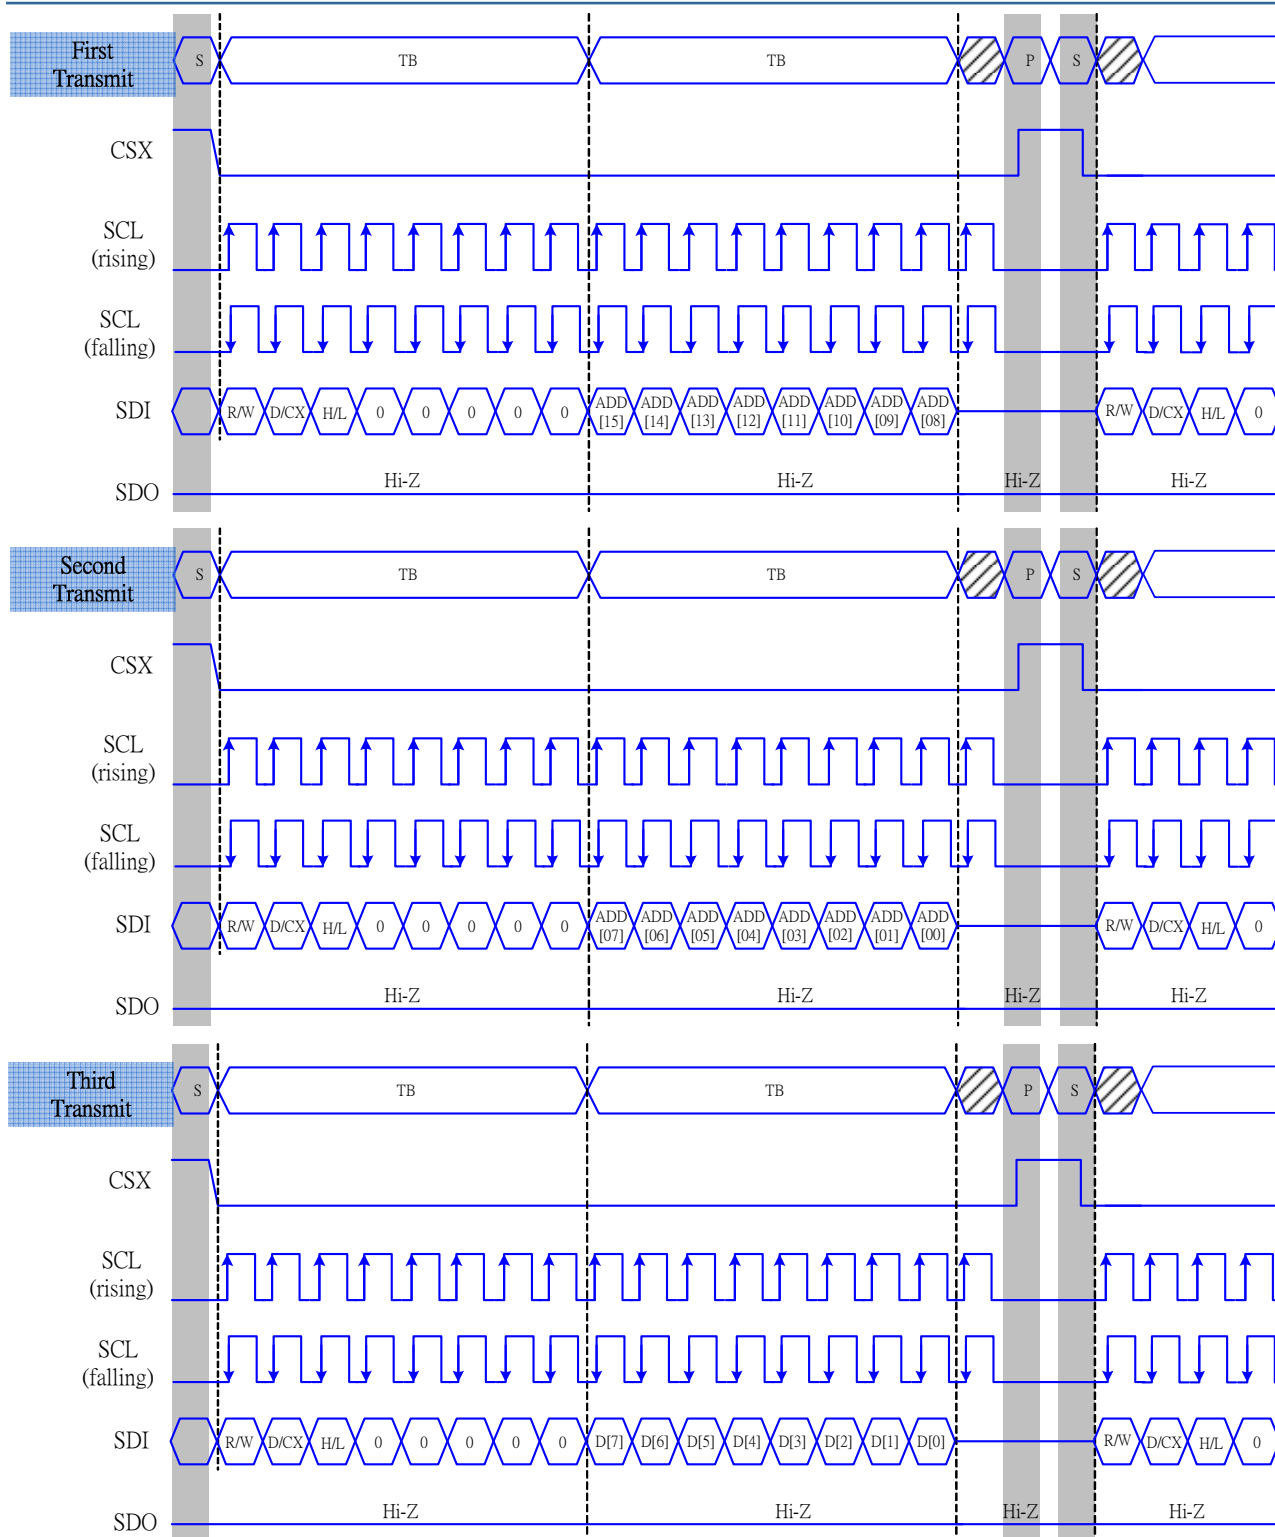 First
Transmit
S TB TB P S
CSX
SCL
(rising)
SCL
(falling)
SDI R/W D/CX H/L 0 0 0 0 0 ADD [15] ADD [14] ADD [13] ADD [12] ADD [11] ADD [10] ADD [09] ADD [08] R/W D/CX H/L 0
SDO Hi-Z Hi-Z Hi-Z Hi-Z
Second
Transmit
S TB TB P S
CSX
SCL
(rising)
SCL
(falling)
SDI R/W D/CX H/L 0 0 0 0 0 ADD [07] ADD [06] ADD [05] ADD [04] ADD [03] ADD [02] ADD [01] ADD [00] R/W D/CX H/L 0
SDO Hi-Z Hi-Z Hi-Z Hi-Z
Third
Transmit
S TB TB P S
CSX
SCL
(rising)
SCL
(falling)
SDI R/W D/CX H/L 0 0 0 0 0 D[7] D[6] D[5] D[4] D[3] D[2] D[1] D[0] R/W D/CX H/L 0
SDO Hi-Z Hi-Z Hi-Z Hi-Z